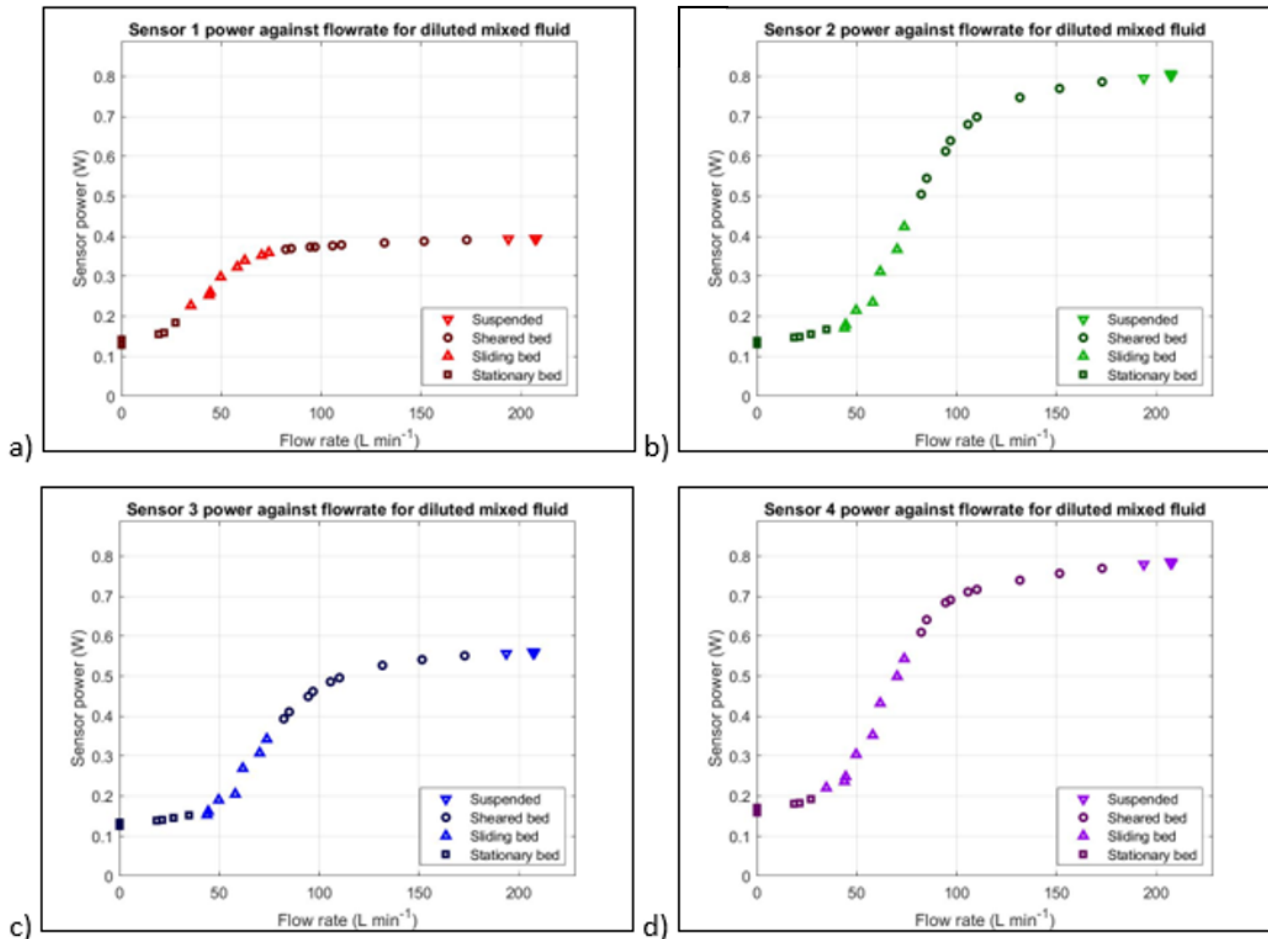 Sensor 1 power against flowrate for diluted mixed fluid
Sensor power (W)
0.8
0.7
0.6
0.5
0.4
0.3
0.2
0.1
0
0 50 100 150 200
Flow rate (L min⁻¹)
Suspended
Sheared bed
Sliding bed
Stationary bed
a)
Sensor 2 power against flowrate for diluted mixed fluid
Sensor power (W)
0.8
0.7
0.6
0.5
0.4
0.3
0.2
0.1
0
0 50 100 150 200
Flow rate (L min⁻¹)
Suspended
Sheared bed
Sliding bed
Stationary bed
b)
Sensor 3 power against flowrate for diluted mixed fluid
Sensor power (W)
0.8
0.7
0.6
0.5
0.4
0.3
0.2
0.1
0
0 50 100 150 200
Flow rate (L min⁻¹)
Suspended
Sheared bed
Sliding bed
Stationary bed
c)
Sensor 4 power against flowrate for diluted mixed fluid
Sensor power (W)
0.8
0.7
0.6
0.5
0.4
0.3
0.2
0.1
0
0 50 100 150 200
Flow rate (L min⁻¹)
Suspended
Sheared bed
Sliding bed
Stationary bed
d)